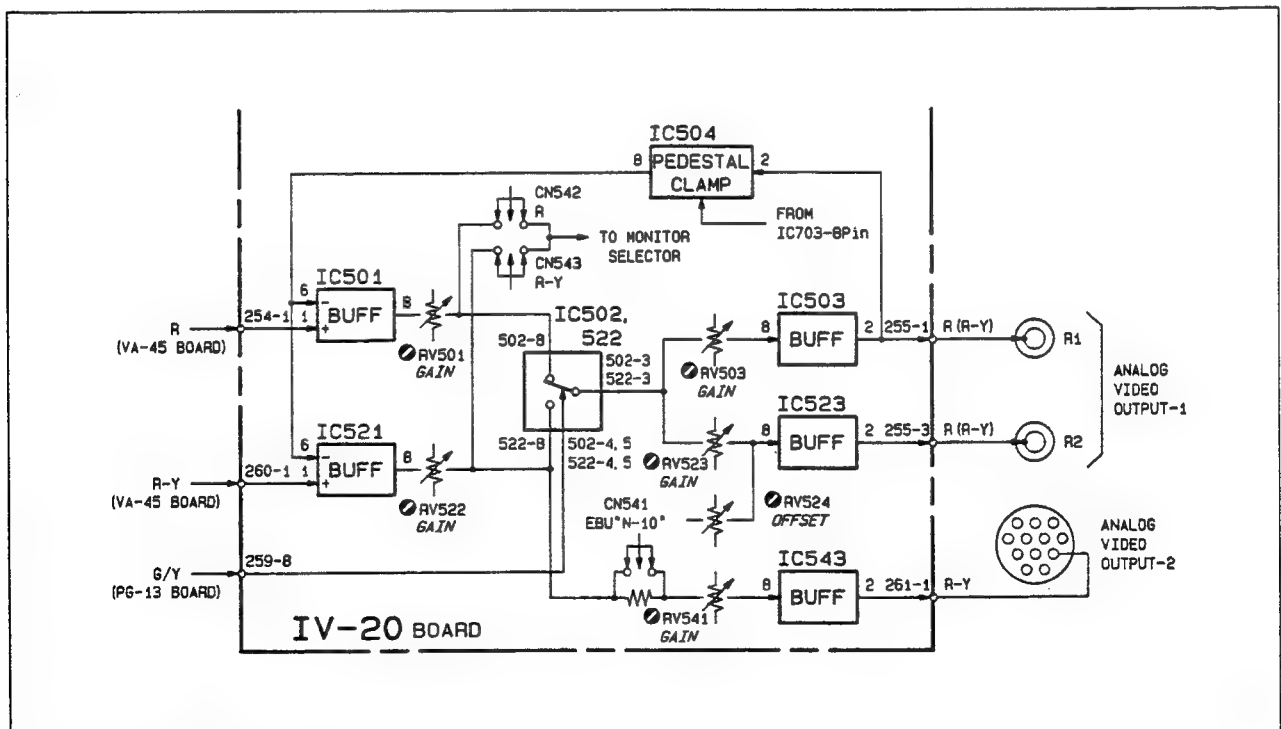 IC504
8 PEDESTAL 2
CLAMP
CN542
R
FROM
IC703-8Pin
TO MONITOR
SELECTOR
CN543
R-Y
IC501
6 - BUFF 8
254-1 1 +
R
(VA-45 BOARD)
RV501
GAIN
IC502,
522
502-8
502-3
522-3
IC503
8 BUFF 2 255-1 R(R-Y)
R1
RV503
GAIN
ANALOG
VIDEO
OUTPUT-1
IC521
6 - BUFF 8
260-1 1 +
R-Y
(VA-45 BOARD)
RV522
GAIN
522-8 502-4, 5
522-4, 5
IC523
8 BUFF 2 255-3 R(R-Y)
R2
RV523
GAIN
RV524
OFFSET
CN541
EBU"N-10"
G/Y
(PG-13 BOARD)
259-8
RV541
GAIN
IC543
8 BUFF 2 261-1 R-Y
ANALOG
VIDEO
OUTPUT-2
IV-20 BOARD